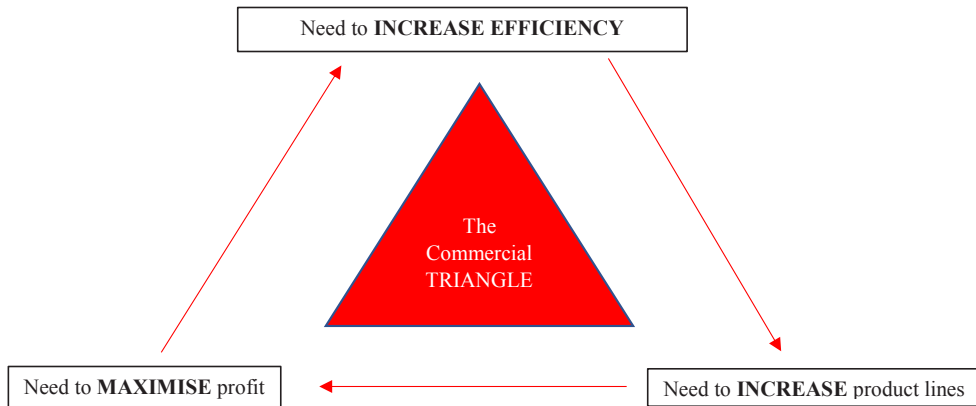 Need to INCREASE EFFICIENCY
The
Commercial
TRIANGLE
Need to MAXIMISE profit
Need to INCREASE product lines